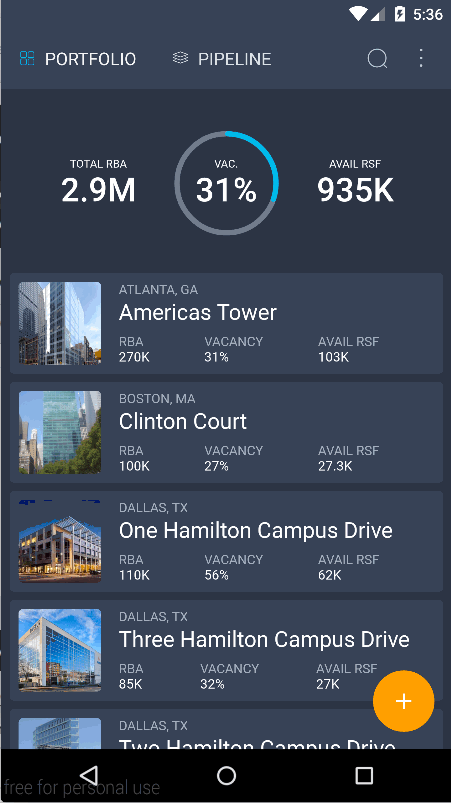 5:36
PORTFOLIO PIPELINE
TOTAL RBA VAC. AVAIL RSF
2.9M 31% 935K
ATLANTA, GA
Americas Tower
RBA VACANCY AVAIL RSF
270K 31% 103K
BOSTON, MA
Clinton Court
RBA VACANCY AVAIL RSF
100K 27% 27.3K
DALLAS, TX
One Hamilton Campus Drive
RBA VACANCY AVAIL RSF
110K 56% 62K
DALLAS, TX
Three Hamilton Campus Drive
RBA VACANCY AVAIL RSF
85K 32% 27K
DALLAS, TX
Two Hamilton Campus Drive
free for personal use